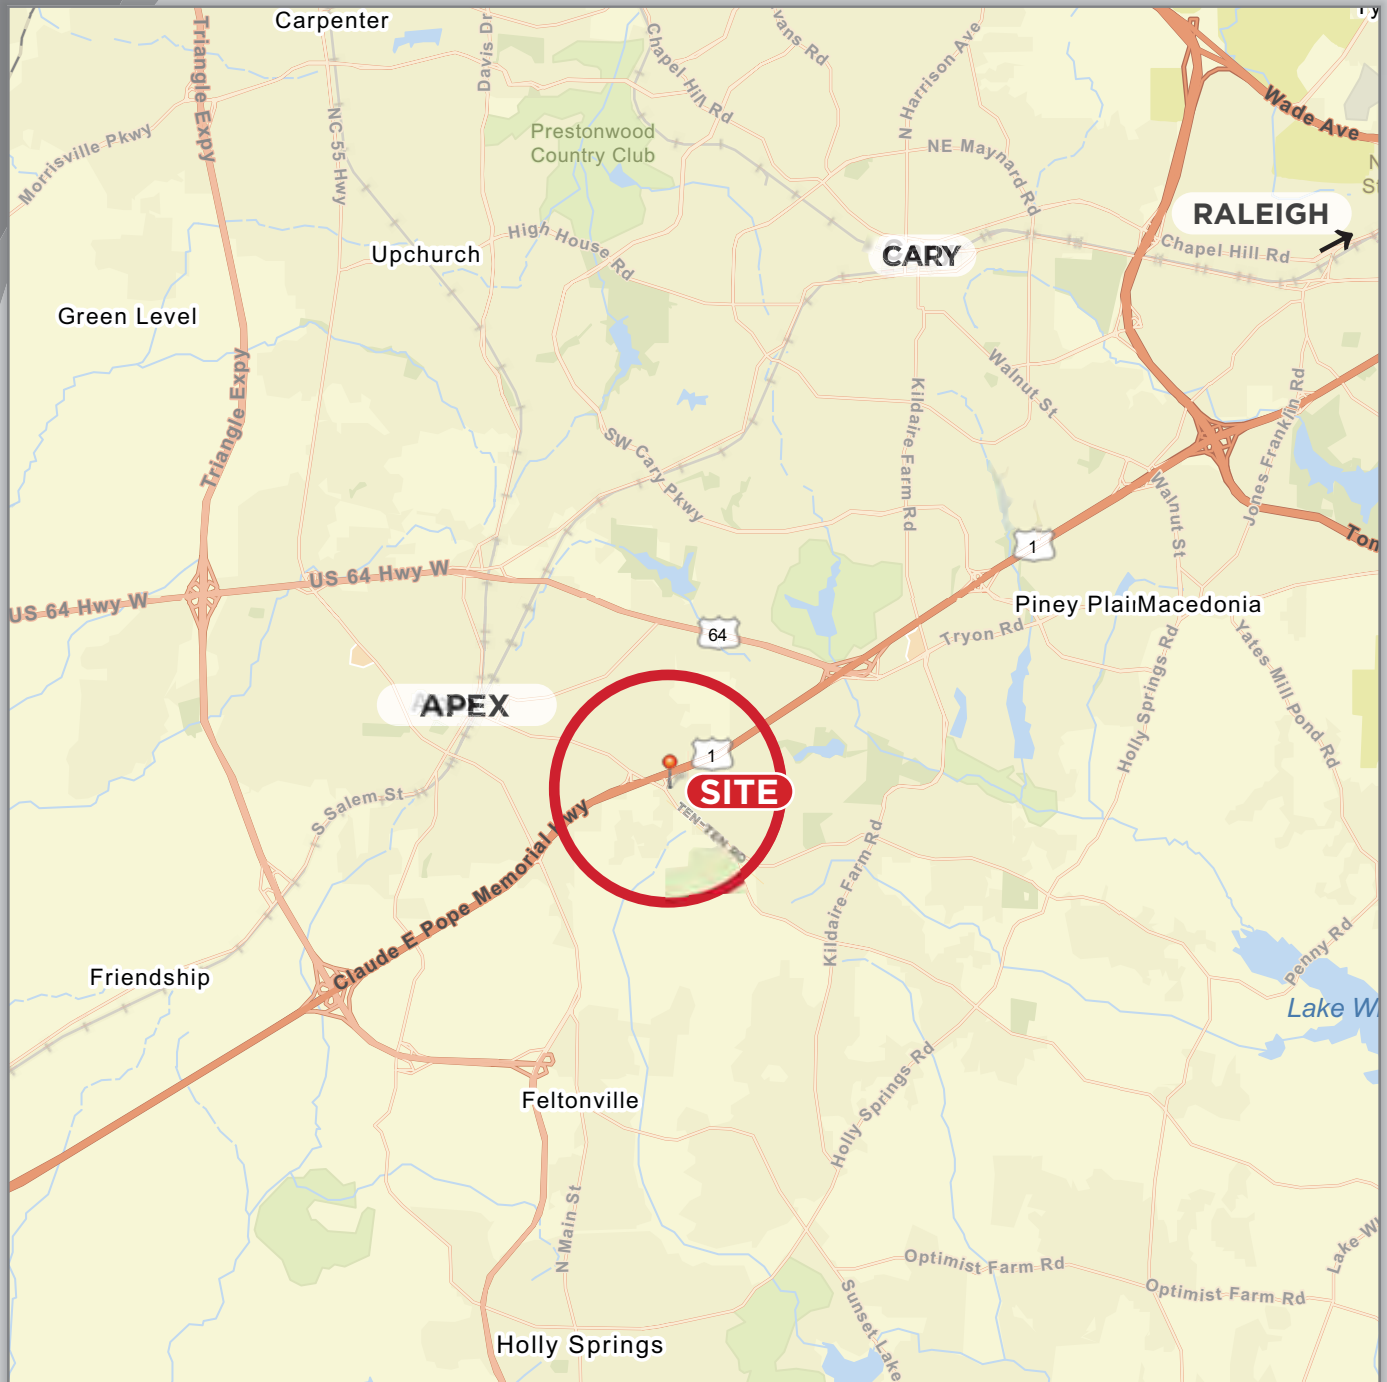 Carpenter
Triangle Expy
Davis Dr
Chapel Hill Rd
N Harrison Ave
Wade Ave
Morrisville Pkwy
NC 55 Hwy
Prestonwood
Country Club
NE Maynard Rd
RALEIGH
Upchurch
High House Rd
CARY
Chapel Hill Rd
Green Level
Triangle Expy
Walnut St
Kildaire Farm Rd
Jones Franklin Rd
SW Cary Pkwy
Walnut St
1
US 64 Hwy W
US 64 Hwy W
Piney Plai
Macedonia
64
Tryon Rd
Holly Springs Rd
Yates Mill Pond Rd
APEX
1
SITE
S Salem St
TEN-TEN RD
Claude E Pope Memorial Hwy
Kildaire Farm Rd
Friendship
Penny Rd
Lake W
Holly Springs Rd
Feltonville
N Main St
Optimist Farm Rd
Optimist Farm Rd
Lake W
Sunset Lake
Holly Springs